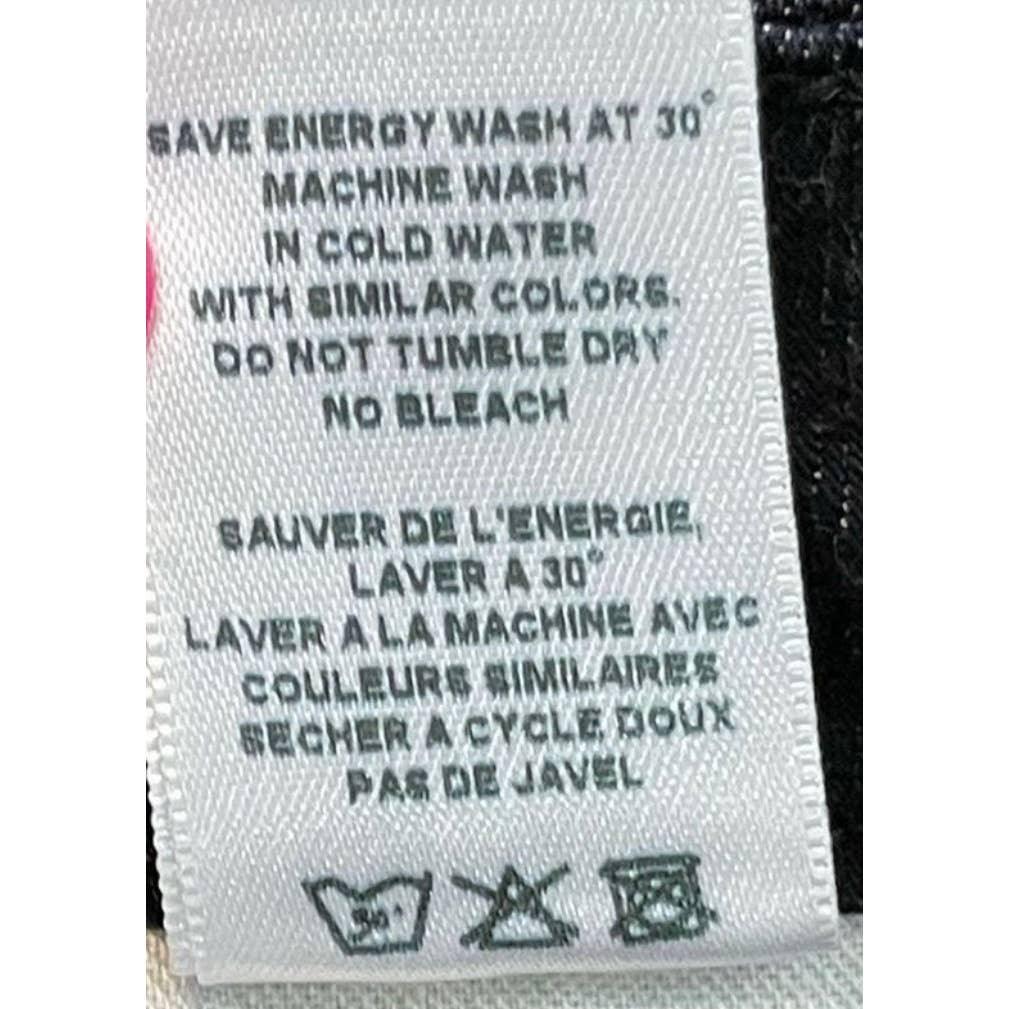 SAVE ENERGY WASH AT 30°
MACHINE WASH
IN COLD WATER
WITH SIMILAR COLORS.
DO NOT TUMBLE DRY
NO BLEACH
SAUVER DE L'ENERGIE,
LAVER A 30°
LAVER A LA MACHINE AVEC
COULEURS SIMILAIRES
SECHER A CYCLE DOUX
PAS DE JAVEL
30°